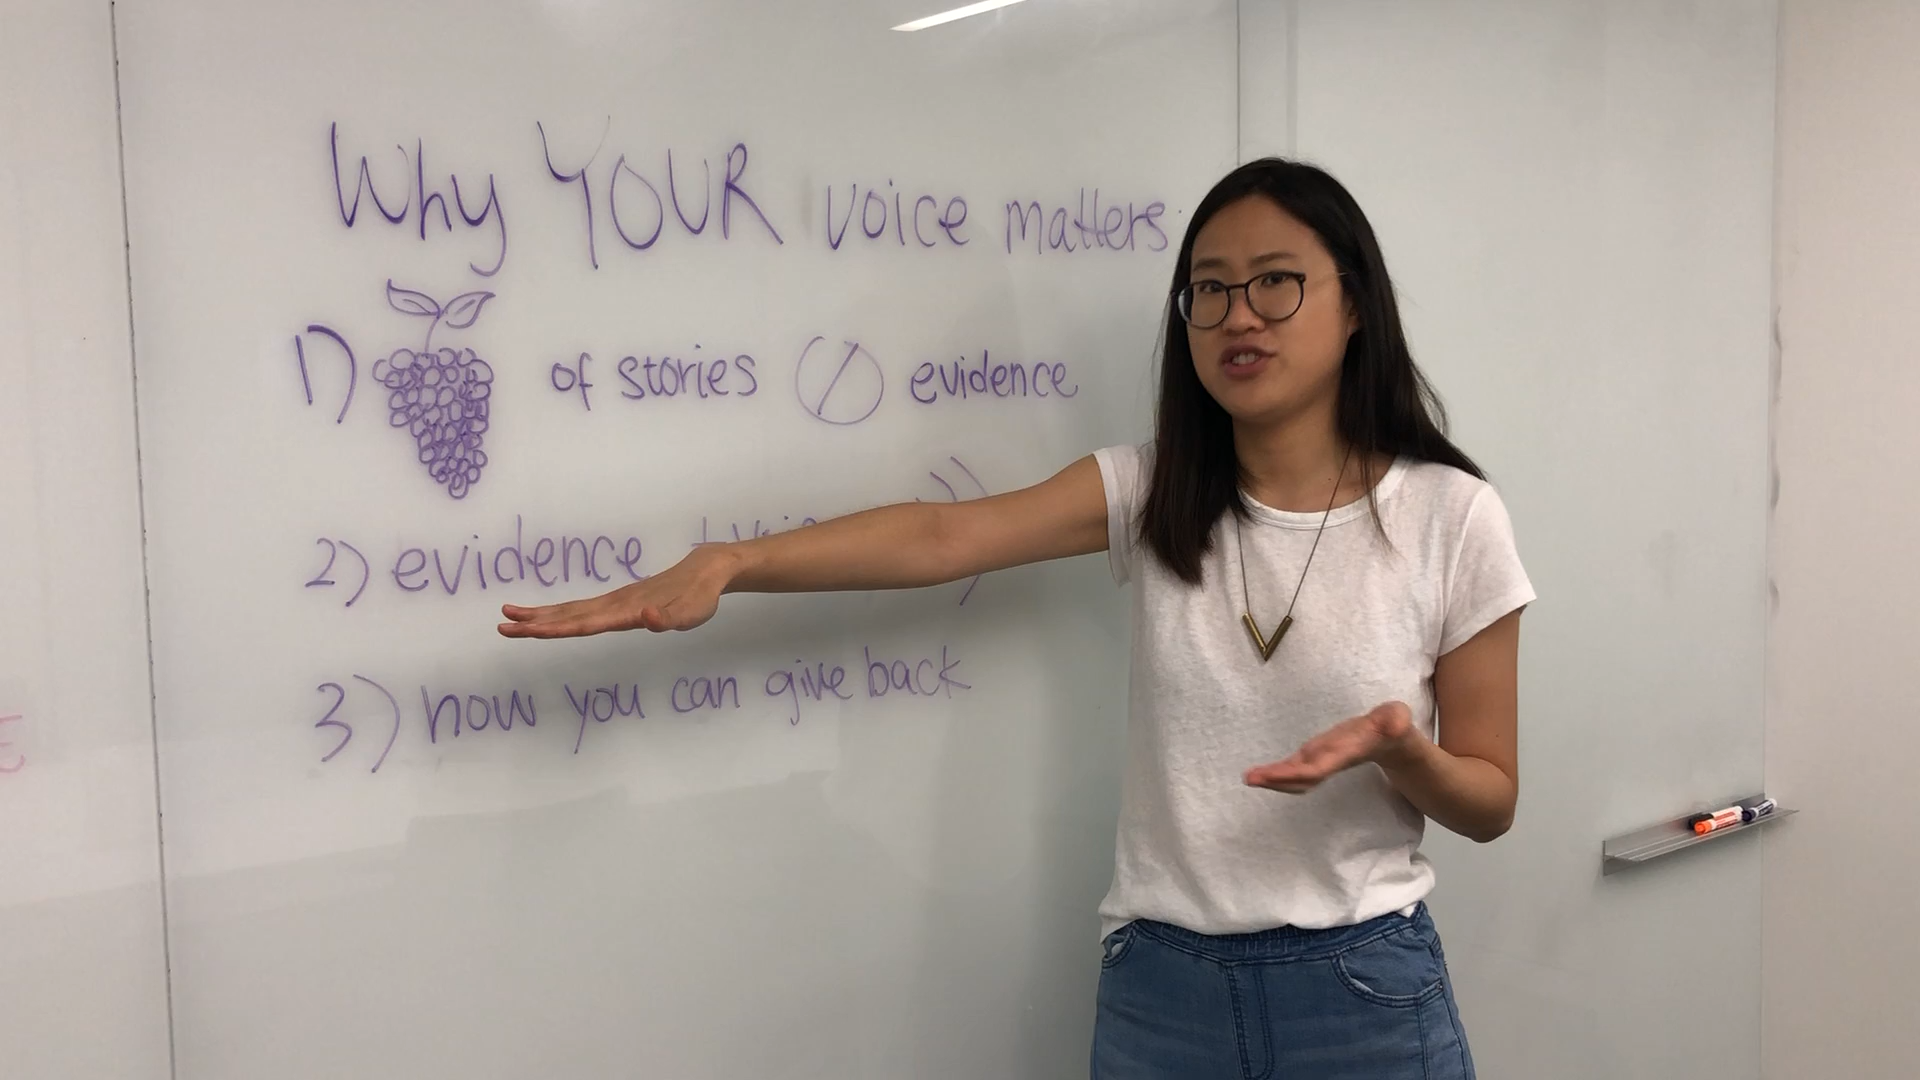 Why YOUR voice matters
1) of stories evidence
2) evidence
3) how you can give back
E